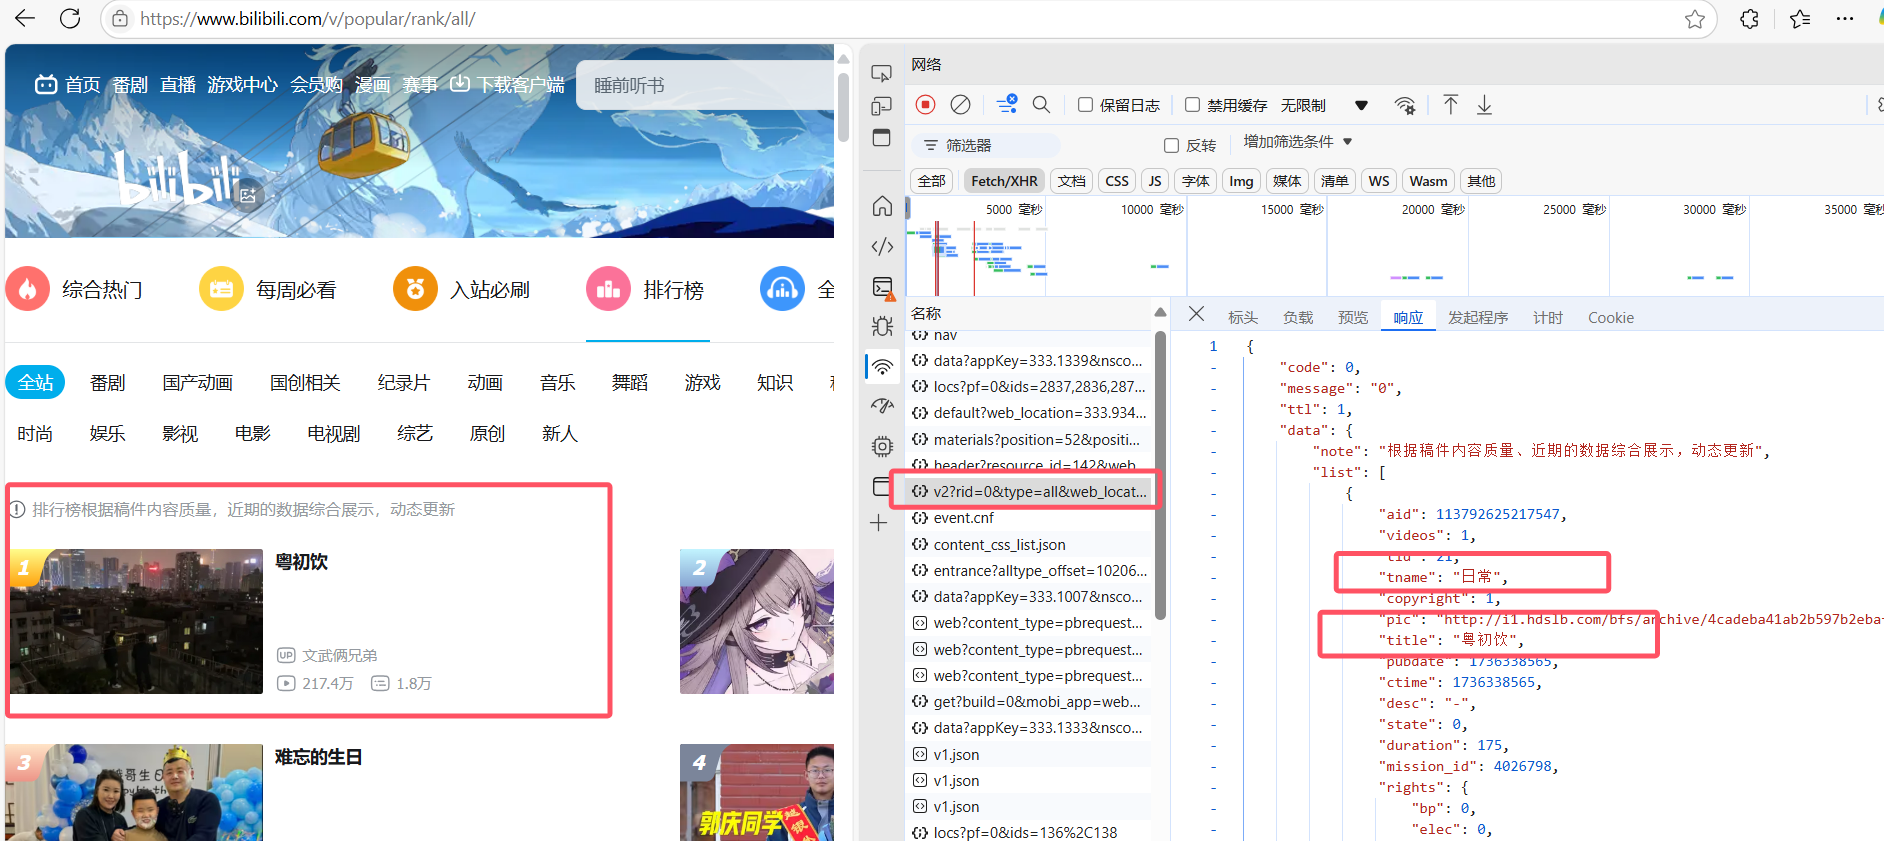 https://www.bilibili.com/v/popular/rank/all/
首页 番剧 直播 游戏中心 会员购 漫画 赛事 下载客户端 睡前听书
bilibili
综合热门 每周必看 入站必刷 排行榜 全
全站 番剧 国产动画 国创相关 纪录片 动画 音乐 舞蹈 游戏 知识
时尚 娱乐 影视 电影 电视剧 综艺 原创 新人
排行榜根据稿件内容质量，近期的数据综合展示，动态更新
1 粤初饮 2
UP 文武俩兄弟
217.4万 1.8万
3 难忘的生日 4
郭庆同学
网络
保留日志 禁用缓存 无限制
筛选器 反转 增加筛选条件
全部 Fetch/XHR 文档 CSS JS 字体 Img 媒体 清单 WS Wasm 其他
5000 毫秒 10000 毫秒 15000 毫秒 20000 毫秒 25000 毫秒 30000 毫秒 35000 毫秒
名称
nav
data?appKey=333.1339&nsco...
locs?pf=0&ids=2837,2836,287...
default?web_location=333.934...
materials?position=52&positi...
header?resource_id=142&web...
v2?rid=0&type=all&web_locat...
event.cnf
content_css_list.json
entrance?alltype_offset=10206...
data?appKey=333.1007&nsco...
web?content_type=pbrequest...
web?content_type=pbrequest...
web?content_type=pbrequest...
get?build=0&mobi_app=web...
data?appKey=333.1333&nsco...
v1.json
v1.json
v1.json
locs?pf=0&ids=136%2C138
标头 负载 预览 响应 发起程序 计时 Cookie
1 {
"code": 0,
"message": "0",
"ttl": 1,
"data": {
"note": "根据稿件内容质量、近期的数据综合展示，动态更新",
"list": [
{
"aid": 113792625217547,
"videos": 1,
"tid": 21,
"tname": "日常",
"copyright": 1,
"pic": "http://i1.hdslb.com/bfs/archive/4cadeba41ab2b597b2eba
"title": "粤初饮",
"pubdate": 1736338565,
"ctime": 1736338565,
"desc": "-",
"state": 0,
"duration": 175,
"mission_id": 4026798,
"rights": {
"bp": 0,
"elec": 0,